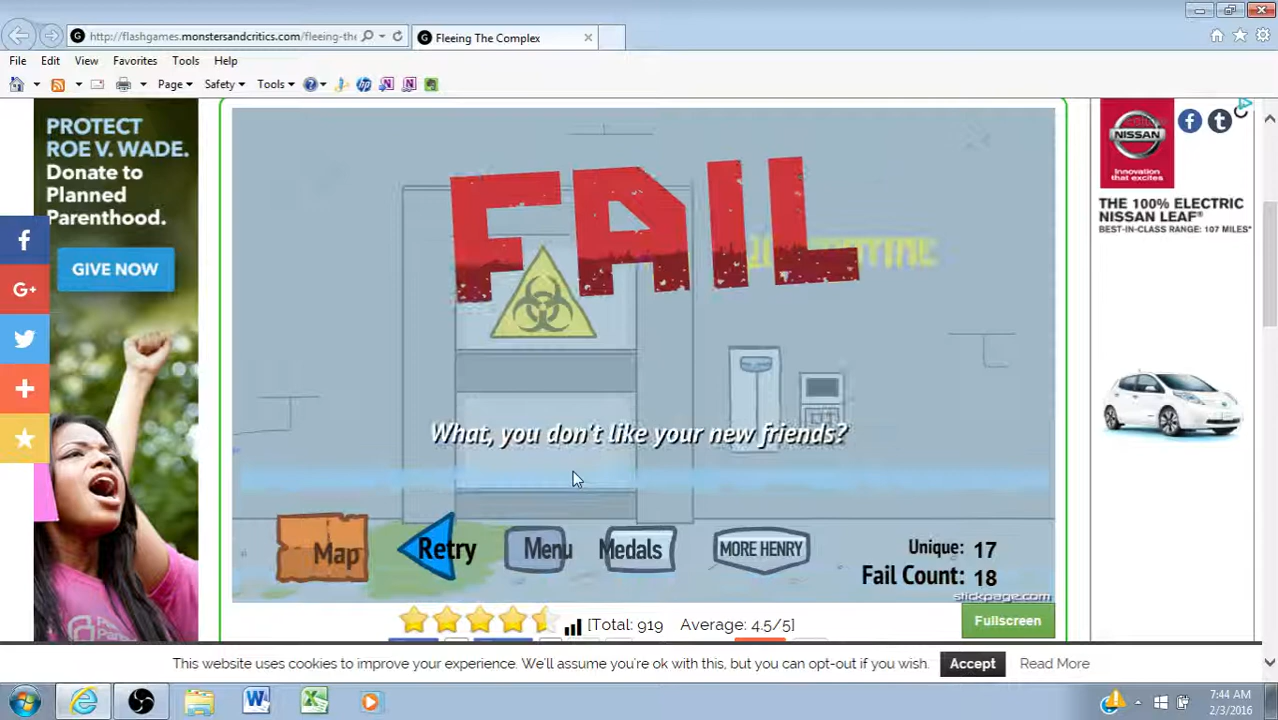 http://flashgames.monstersandcritics.com/fleeing-the
Fleeing The Complex
File Edit View Favorites Tools Help
Page Safety Tools
PROTECT
ROE V. WADE.
Donate to
Planned
Parenthood.
GIVE NOW
FAIL
What, you don't like your new friends?
Map
Retry
Menu
Medals
MORE HENRY
Unique: 17
Fail Count: 18
stickpage.com
[Total: 919 Average: 4.5/5]
Fullscreen
NISSAN
Innovation
that excites
THE 100% ELECTRIC
NISSAN LEAF®
BEST-IN-CLASS RANGE: 107 MILES*
This website uses cookies to improve your experience. We'll assume you're ok with this, but you can opt-out if you wish.
Accept
Read More
7:44 AM
2/3/2016